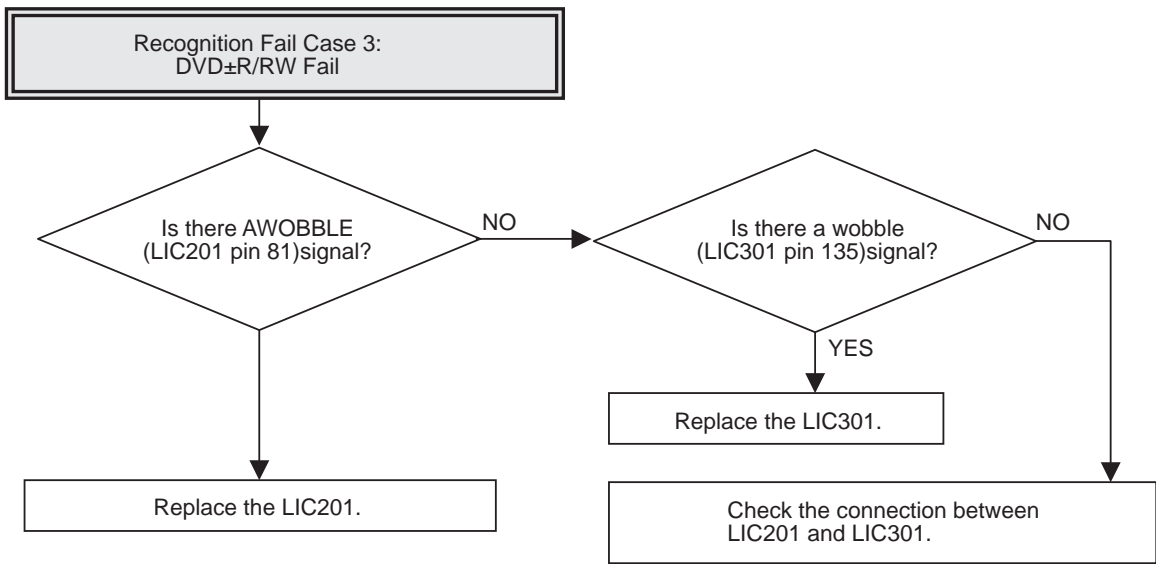 Recognition Fail Case 3:
DVD±R/RW Fail
Is there AWOBBLE
(LIC201 pin 81)signal?
NO
Is there a wobble
(LIC301 pin 135)signal?
NO
YES
Replace the LIC301.
Replace the LIC201.
Check the connection between
LIC201 and LIC301.